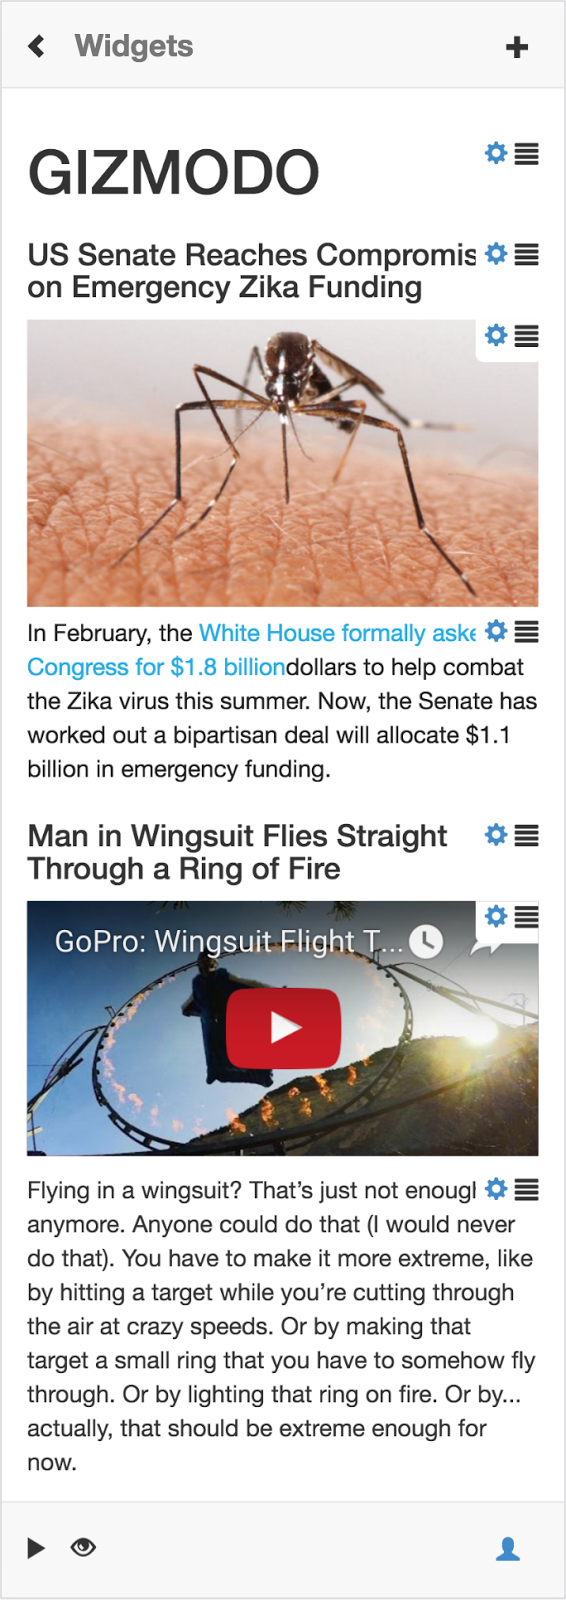 Widgets
GIZMODO
US Senate Reaches Compromis
on Emergency Zika Funding
In February, the White House formally aske
Congress for $1.8 billiondollars to help combat
the Zika virus this summer. Now, the Senate has
worked out a bipartisan deal will allocate $1.1
billion in emergency funding.
Man in Wingsuit Flies Straight
Through a Ring of Fire
GoPro: Wingsuit Flight T...
Flying in a wingsuit? That’s just not enougl
anymore. Anyone could do that (I would never
do that). You have to make it more extreme, like
by hitting a target while you’re cutting through
the air at crazy speeds. Or by making that
target a small ring that you have to somehow fly
through. Or by lighting that ring on fire. Or by...
actually, that should be extreme enough for
now.